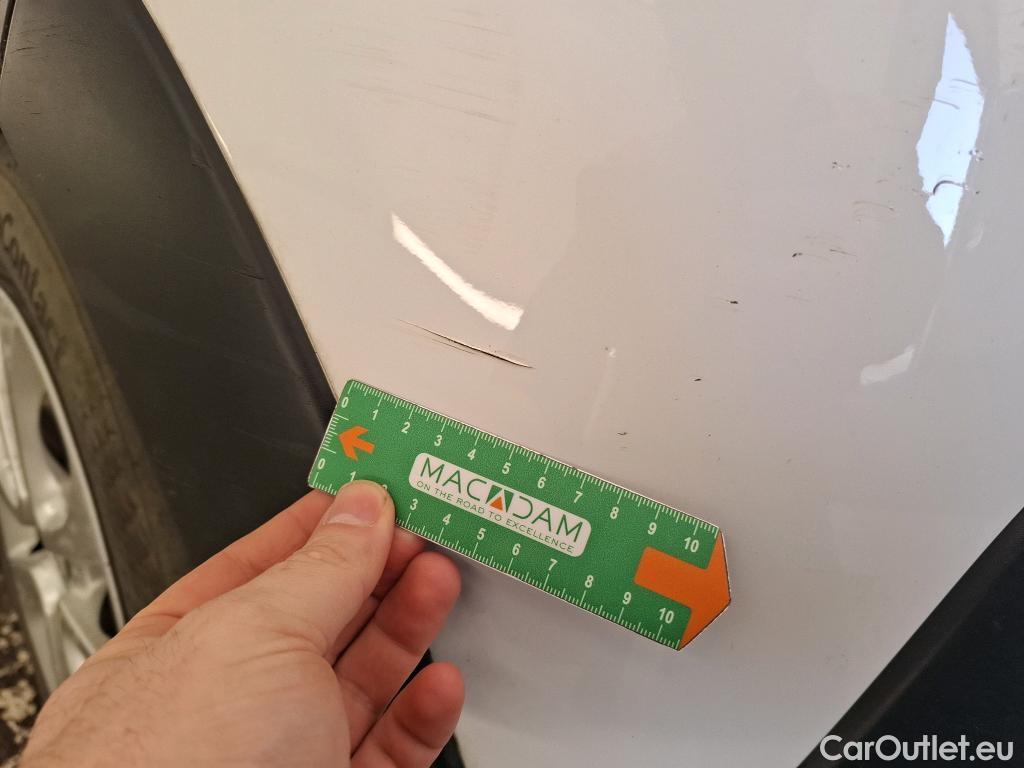 Conta
0 1 2 3 4 5 6 7 8 9 10
MACADAM
ON THE ROAD TO EXCELLENCE
0 1 2 3 4 5 6 7 8 9 10
CarOutlet.eu